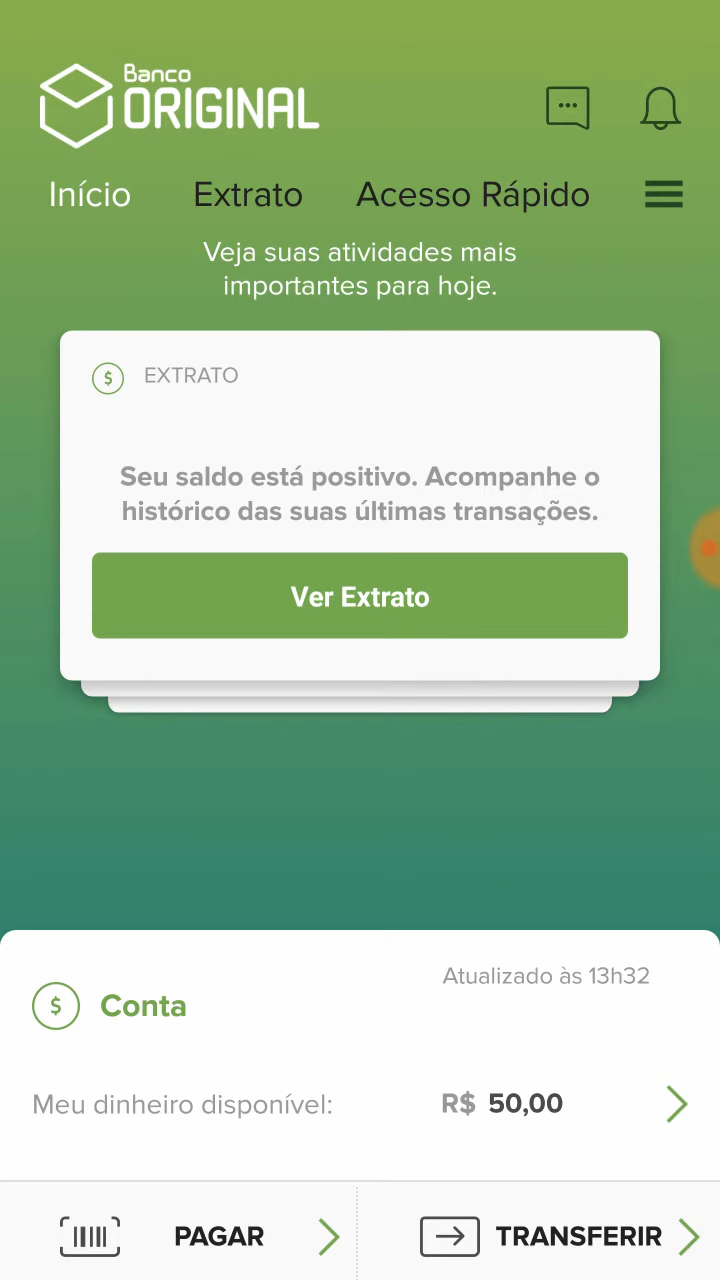 Banco
ORIGINAL
Início Extrato Acesso Rápido
Veja suas atividades mais
importantes para hoje.
$ EXTRATO
Seu saldo está positivo. Acompanhe o
histórico das suas últimas transações.
Ver Extrato
Atualizado às 13h32
$ Conta
Meu dinheiro disponível: R$ 50,00
PAGAR TRANSFERIR